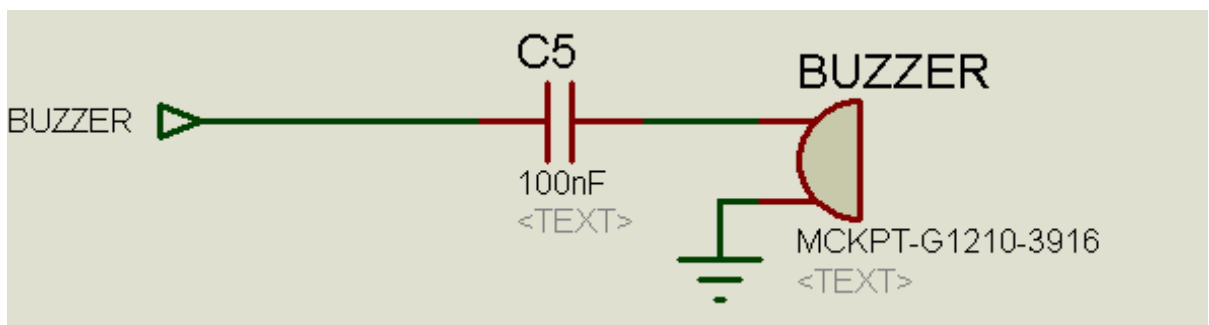 C5
BUZZER
BUZZER
100nF
<TEXT>
MCKPT-G1210-3916
<TEXT>